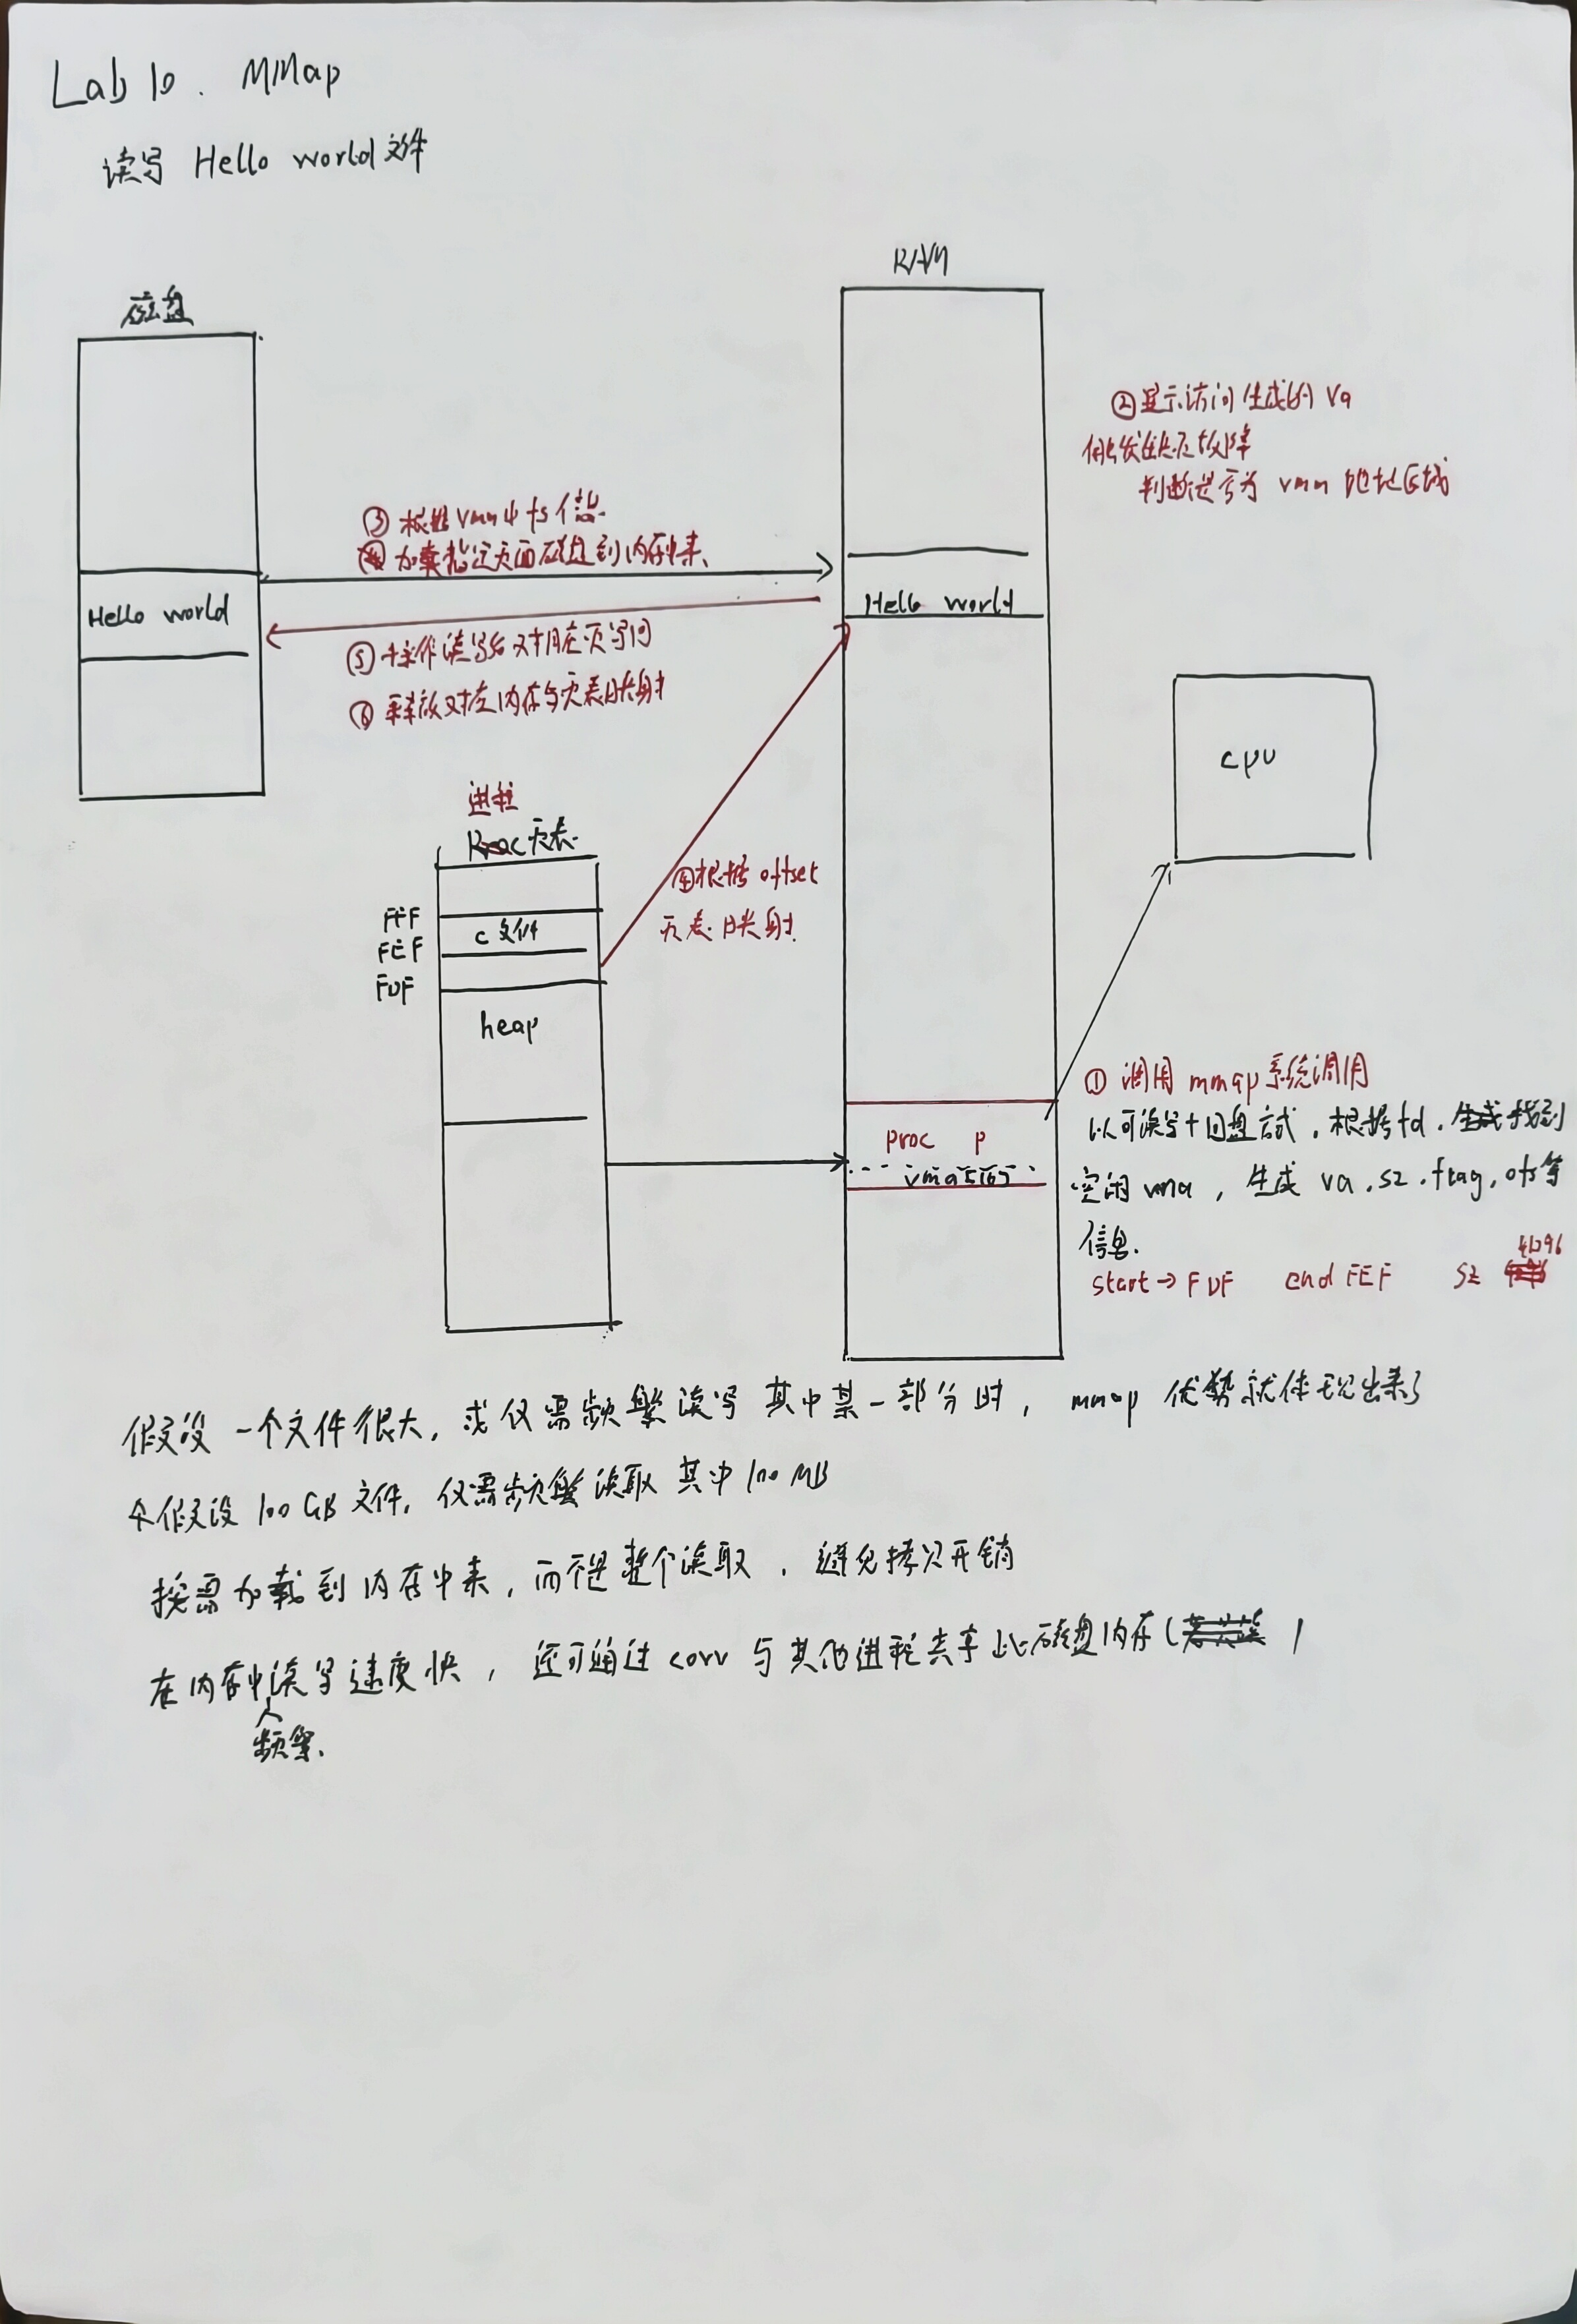 Lab 10. MMap
读写 Hello world 文件
磁盘
Hello world
RAM
Hello world
② 显示访问生成的 va
触发缺页故障
判断是否为 vma 地址区域
③ 根据 vma 中 fs 信息
加载指定页面磁盘到内存中来、
⑤ 操作读写后对脏页写回
⑥ 释放对应内存与页表映射
cpu
进程
页表
FFF
FEF
FDF
c 文件
heap
④根据 offset
页表映射.
proc p
vma[16]
① 调用 mmap 系统调用
以可读写+回盘方式, 根据 fd. 找到
空闲 vma, 生成 va. sz. flag, ofs等
信息.
start → FDF end FEF sz 4096
假设一个文件很大, 或仅需频繁读写其中某一部分时, mmap 优势就体现出来了
假设 100 GB 文件, 仅需频繁读取其中 100 MB
按需加载到内存中来, 而不是整个读取, 避免拷贝开销
在内存中频繁读写速度快, 还可通过 cow 与其他进程共享此磁盘内存(